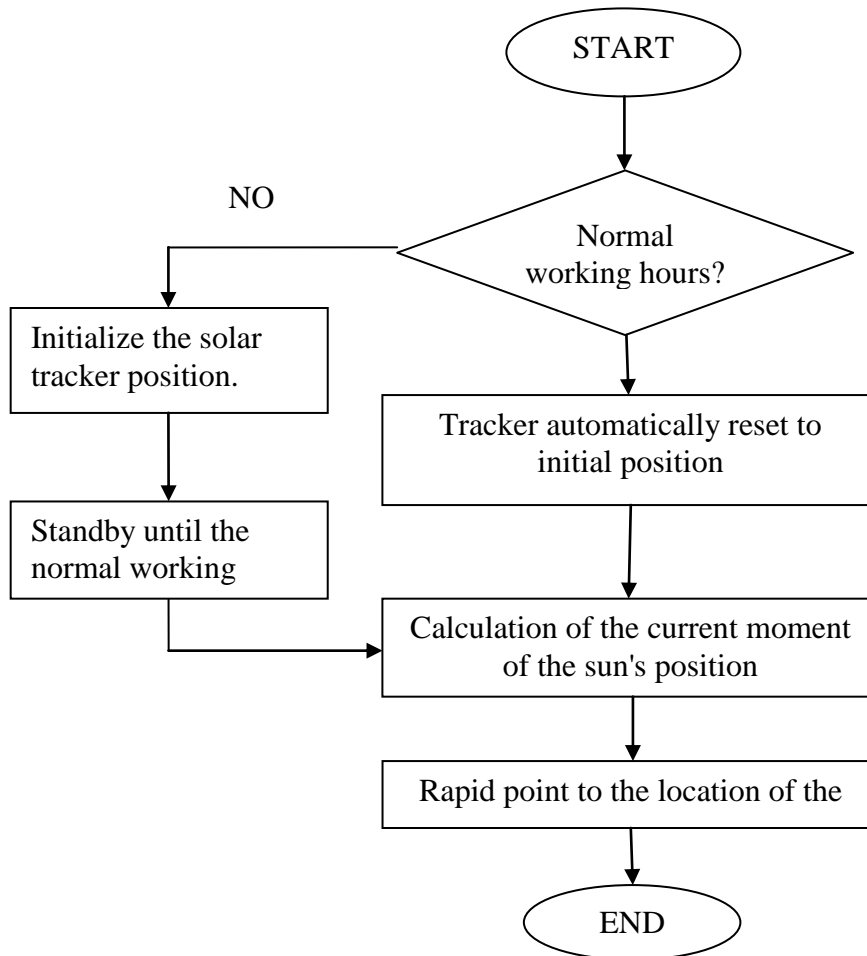 START
NO
Normal
working hours?
Initialize the solar
tracker position.
Tracker automatically reset to
initial position
Standby until the
normal working
Calculation of the current moment
of the sun's position
Rapid point to the location of the
END